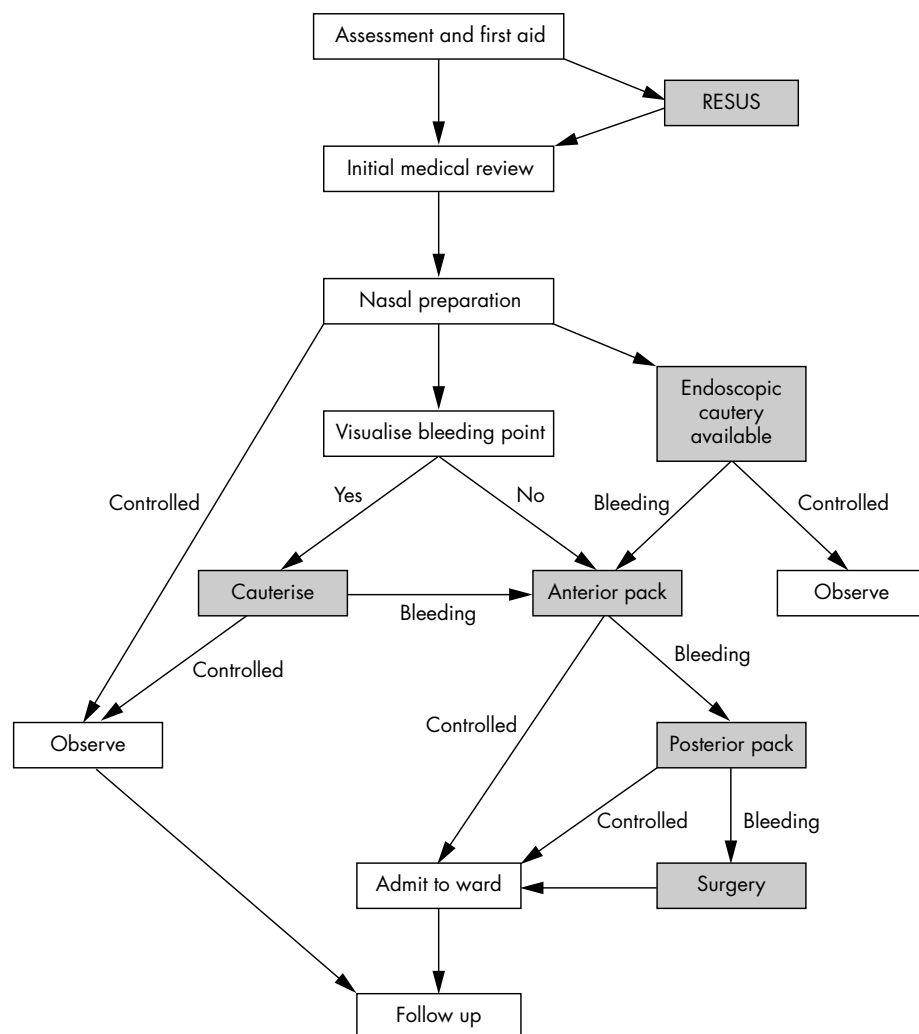 Assessment and first aid
RESUS
Initial medical review
Nasal preparation
Endoscopic
cautery
available
Visualise bleeding point
Controlled
Yes
No
Bleeding
Controlled
Cauterise
Bleeding
Anterior pack
Observe
Controlled
Bleeding
Controlled
Observe
Posterior pack
Controlled
Bleeding
Admit to ward
Surgery
Follow up